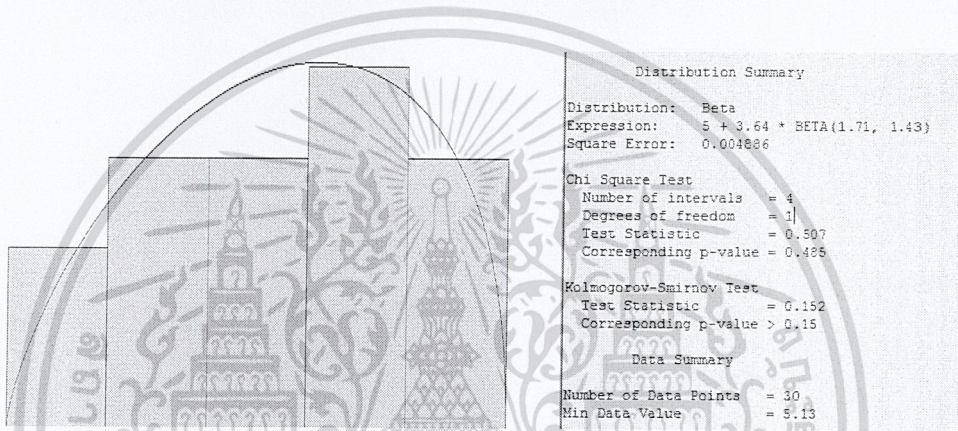 Distribution Summary
Distribution: Beta
Expression: 5 + 3.64 * BETA(1.71, 1.43)
Square Error: 0.004886
Chi Square Test
Number of intervals = 4
Degrees of freedom = 1
Test Statistic = 0.507
Corresponding p-value = 0.485
Kolmogorov-Smirnov Test
Test Statistic = 0.152
Corresponding p-value > 0.15
Data Summary
Number of Data Points = 30
Min Data Value = 5.13